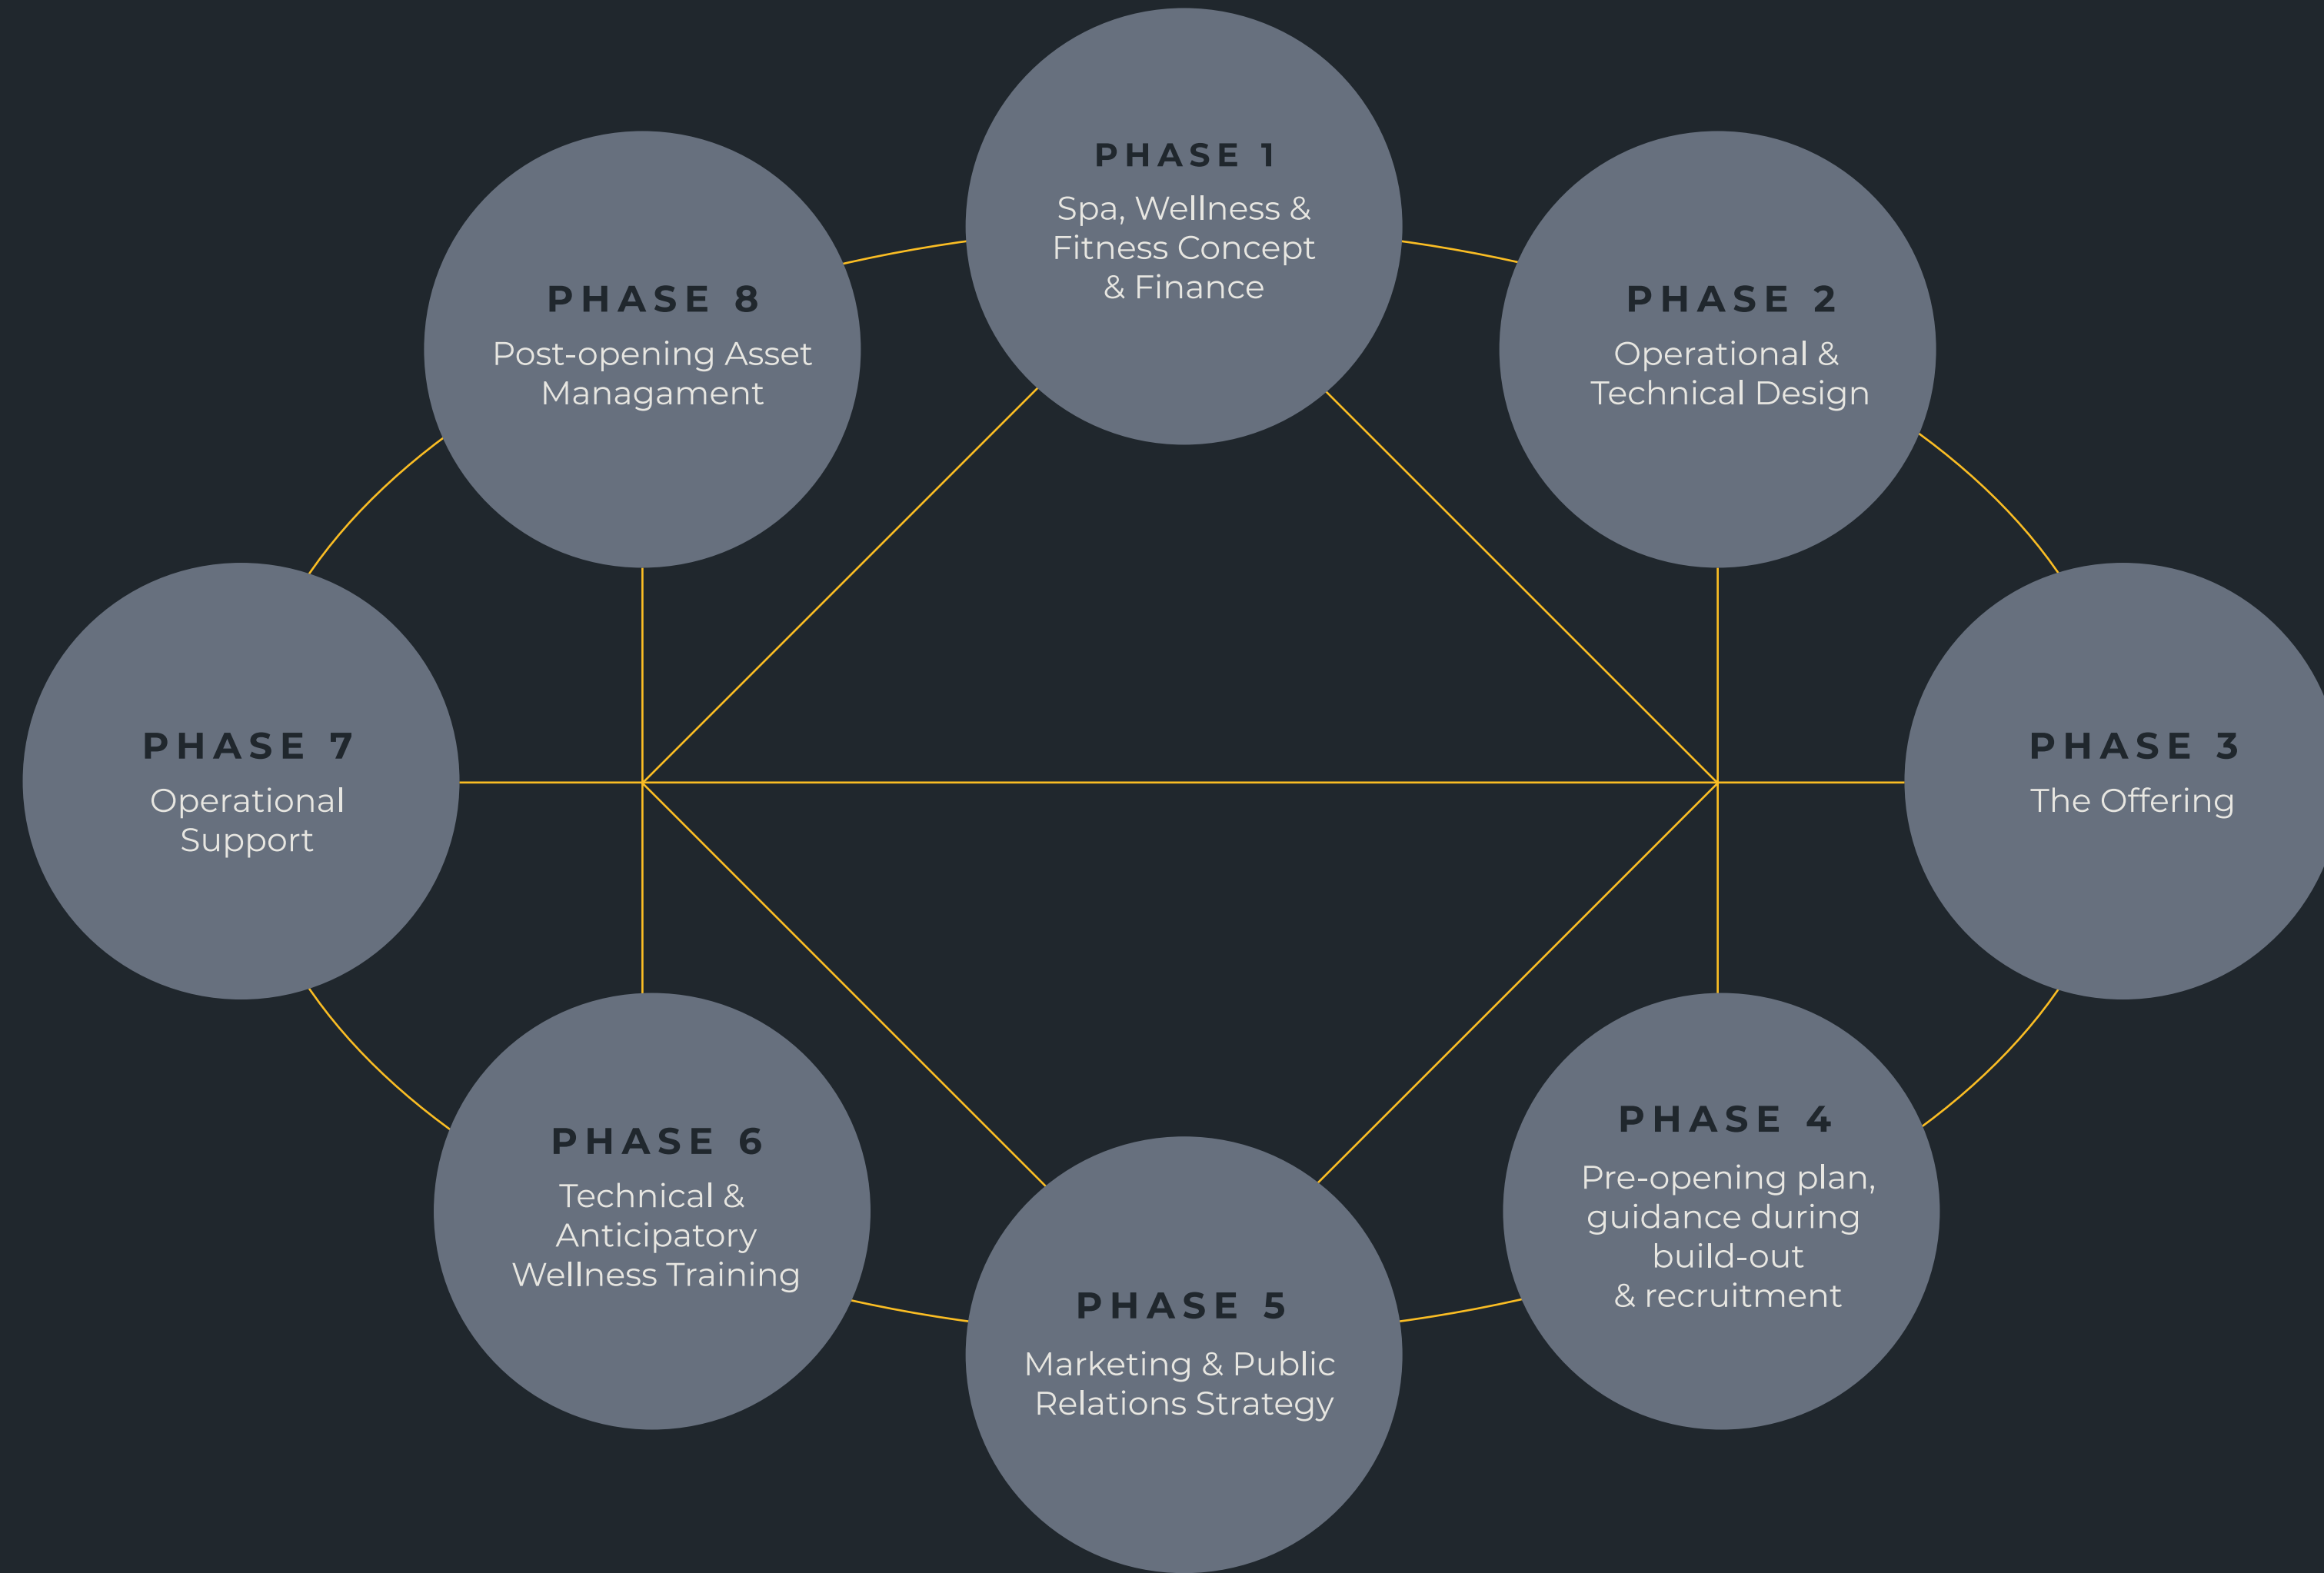 PHASE 1
Spa, Wellness &
Fitness Concept
& Finance
PHASE 2
Operational &
Technical Design
PHASE 3
The Offering
PHASE 4
Pre-opening plan,
guidance during
build-out
& recruitment
PHASE 5
Marketing & Public
Relations Strategy
PHASE 6
Technical &
Anticipatory
Wellness Training
PHASE 7
Operational
Support
PHASE 8
Post-opening Asset
Managament